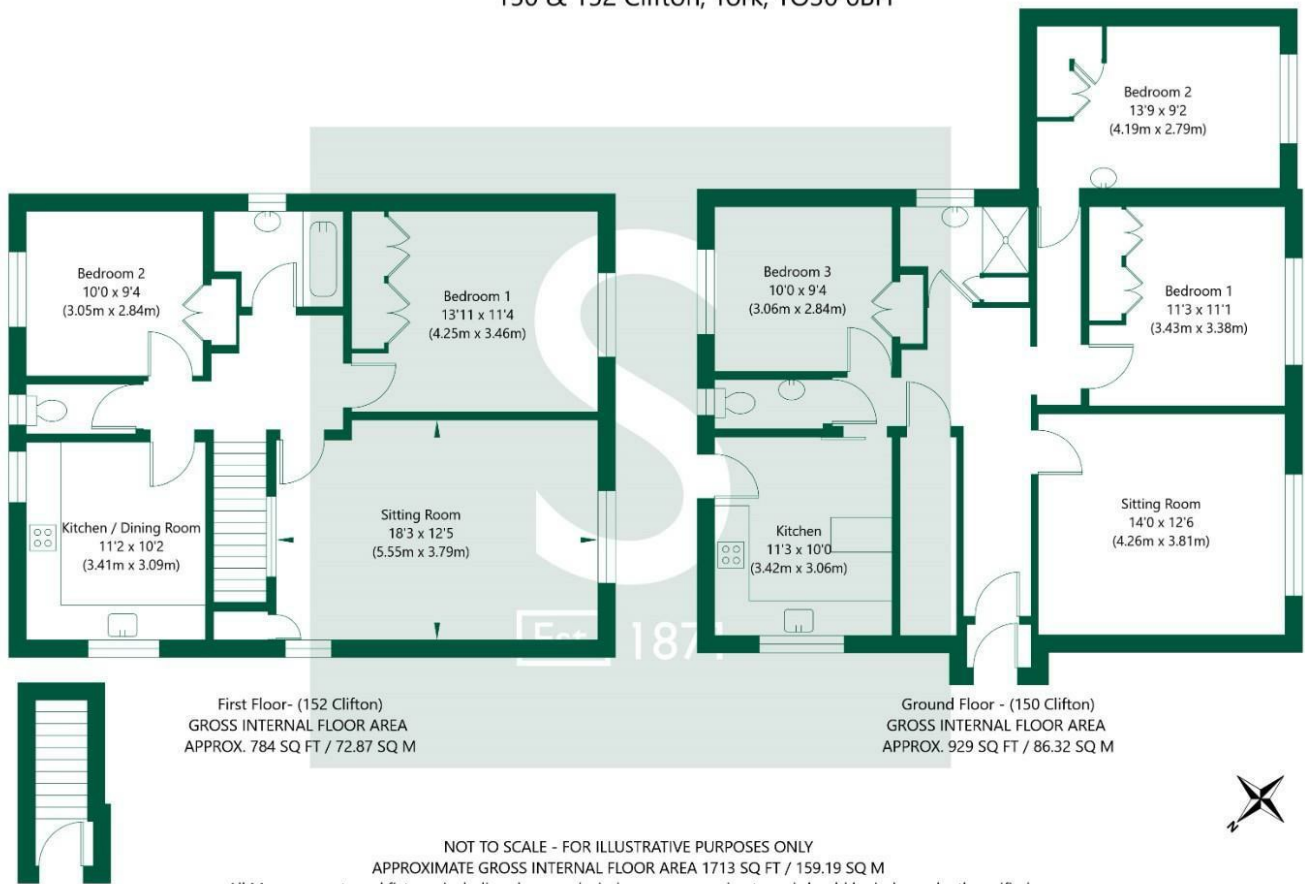 150 & 152 Clifton, York, YO30 6BH
Bedroom 2
13'9 x 9'2
(4.19m x 2.79m)
Bedroom 2
10'0 x 9'4
(3.05m x 2.84m)
Bedroom 1
13'11 x 11'4
(4.25m x 3.46m)
Bedroom 3
10'0 x 9'4
(3.06m x 2.84m)
Bedroom 1
11'3 x 11'1
(3.43m x 3.38m)
Kitchen / Dining Room
11'2 x 10'2
(3.41m x 3.09m)
Sitting Room
18'3 x 12'5
(5.55m x 3.79m)
Kitchen
11'3 x 10'0
(3.42m x 3.06m)
Sitting Room
14'0 x 12'6
(4.26m x 3.81m)
S
Est 1871
First Floor- (152 Clifton)
GROSS INTERNAL FLOOR AREA
APPROX. 784 SQ FT / 72.87 SQ M
Ground Floor - (150 Clifton)
GROSS INTERNAL FLOOR AREA
APPROX. 929 SQ FT / 86.32 SQ M
N
NOT TO SCALE - FOR ILLUSTRATIVE PURPOSES ONLY
APPROXIMATE GROSS INTERNAL FLOOR AREA 1713 SQ FT / 159.19 SQ M